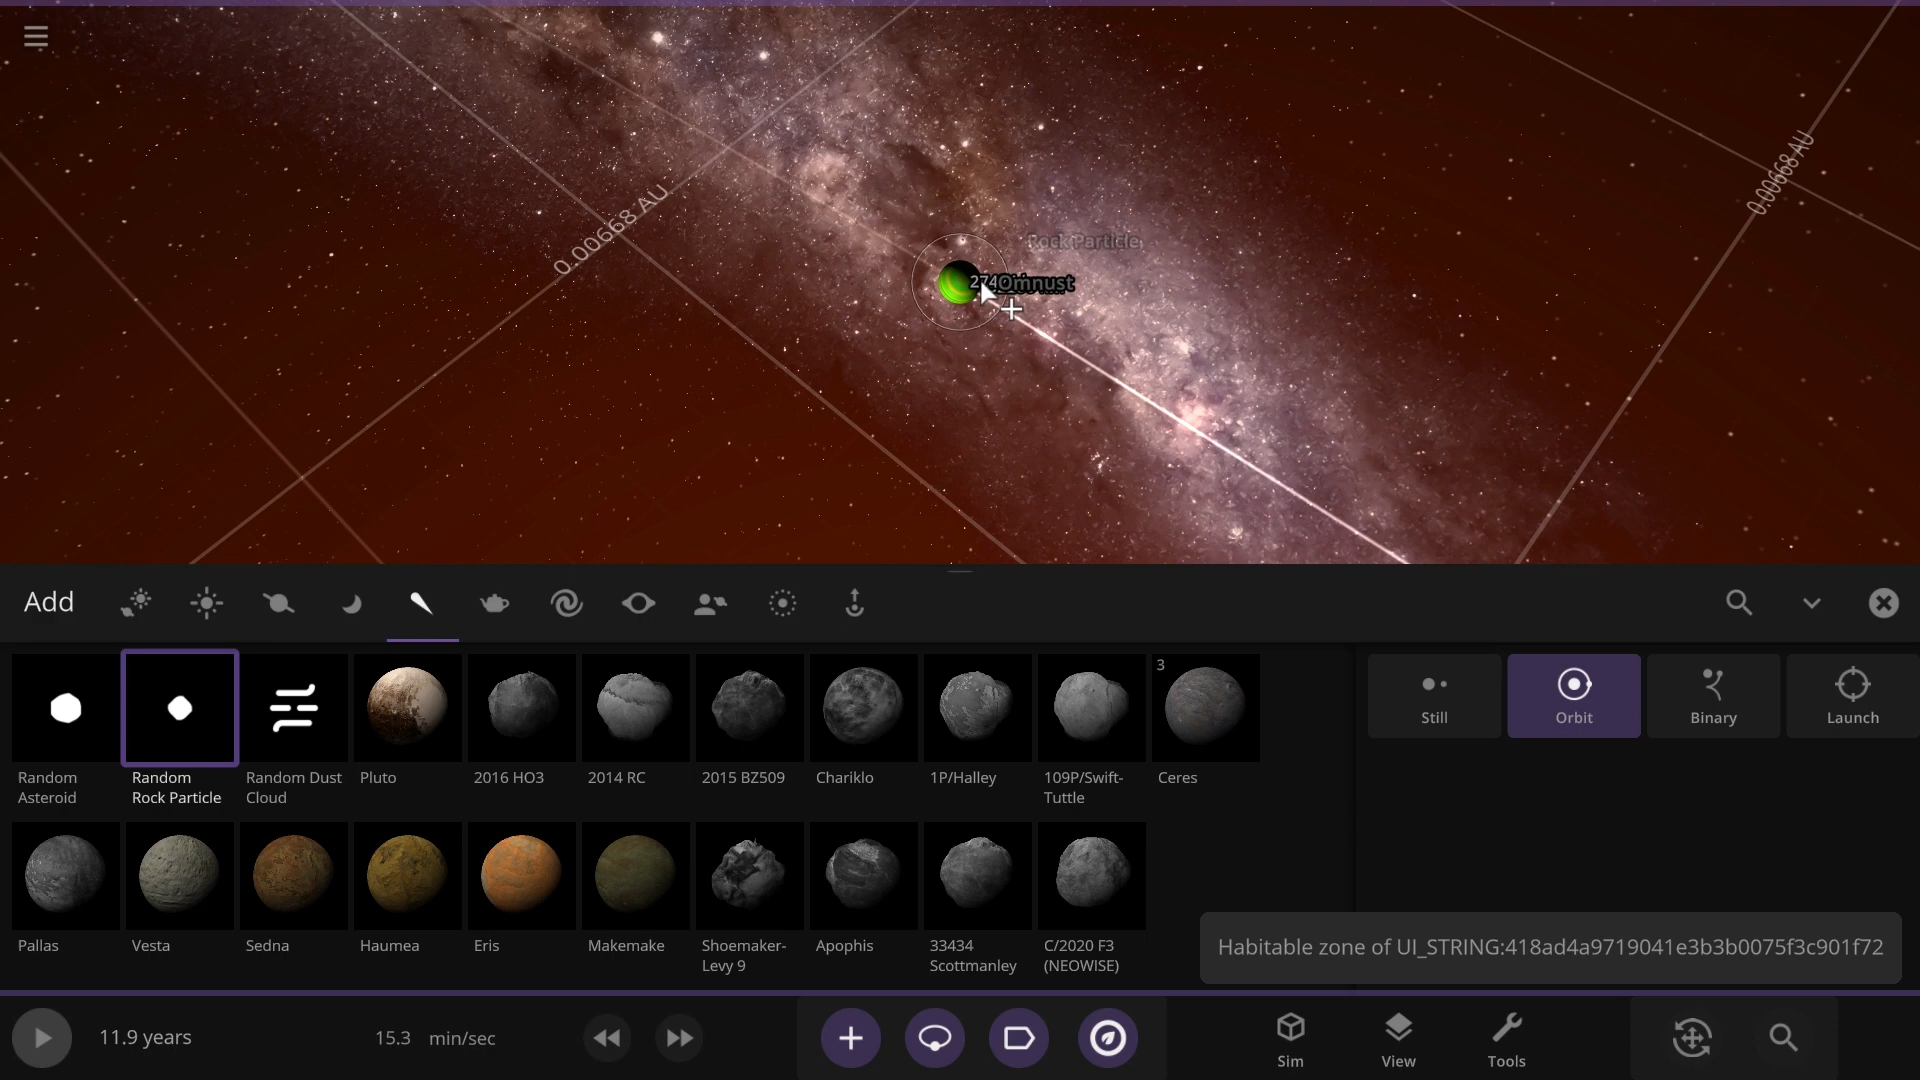 0.00668 AU
0.00668 AU
Rock Particle
274
Omnust
Add
Random
Asteroid
Random
Rock Particle
Random Dust
Cloud
Pluto
2016 HO3
2014 RC
2015 BZ509
Chariklo
1P/Halley
109P/Swift-
Tuttle
3
Ceres
Still
Orbit
Binary
Launch
Pallas
Vesta
Sedna
Haumea
Eris
Makemake
Shoemaker-
Levy 9
Apophis
33434
Scottmanley
C/2020 F3
(NEOWISE)
Habitable zone of UI_STRING:418ad4a9719041e3b3b0075f3c901f72
11.9 years
15.3 min/sec
Sim
View
Tools